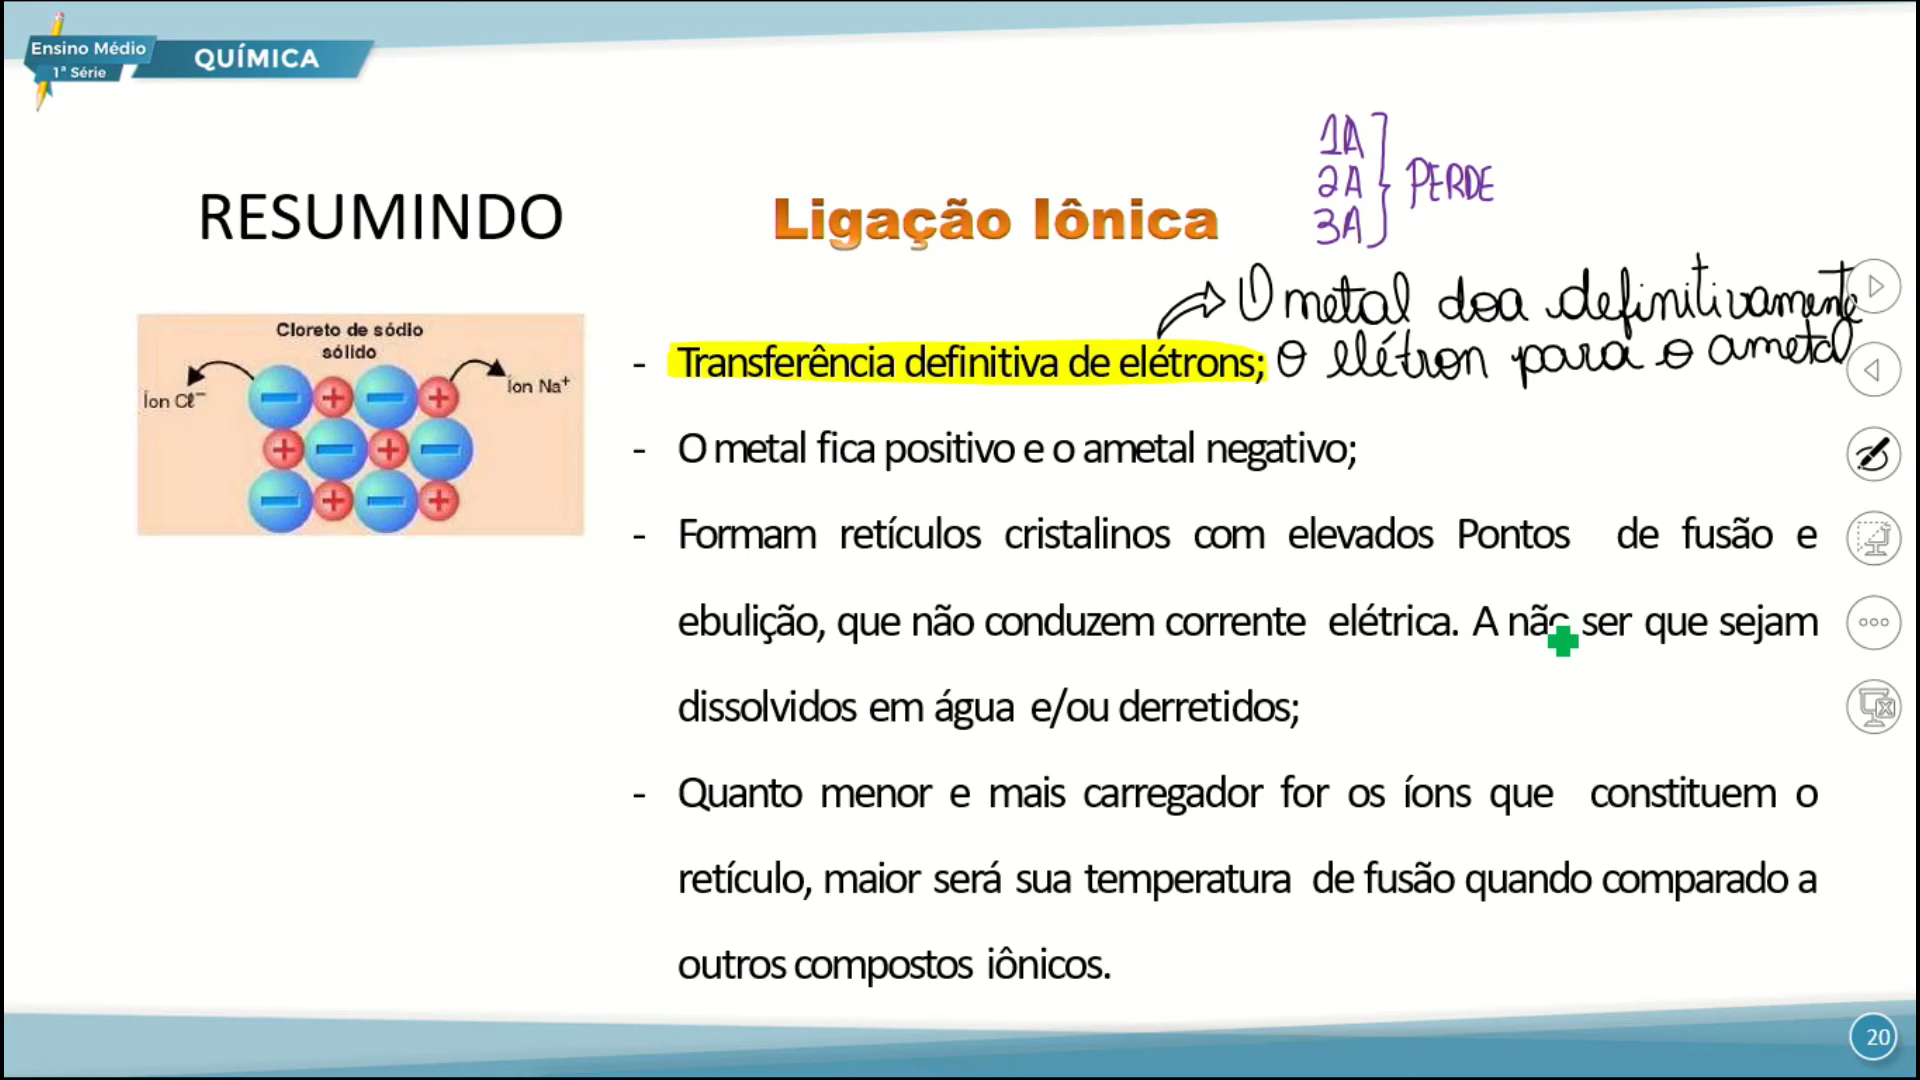 Ensino Médio
1ª Série
QUÍMICA
1A
2A
3A
PERDE
RESUMINDO
Ligação Iônica
O metal doa definitivamente
o elétron para o ametal
Cloreto de sódio
sólido
Íon Cℓ⁻
Íon Na⁺
- Transferência definitiva de elétrons;
- O metal fica positivo e o ametal negativo;
- Formam retículos cristalinos com elevados Pontos de fusão e
ebulição, que não conduzem corrente elétrica. A não ser que sejam
dissolvidos em água e/ou derretidos;
- Quanto menor e mais carregador for os íons que constituem o
retículo, maior será sua temperatura de fusão quando comparado a
outros compostos iônicos.
20